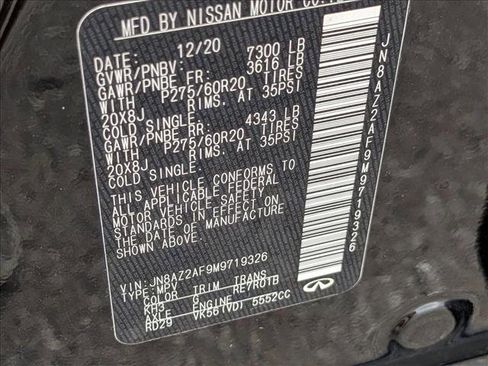 MFD BY NISSAN MOTOR CO.
DATE: 12/20
GVWR/PNBV: 7300 LB
GAWR/PNBE FR: 3616 LB
WITH P275/60R20 TIRES
20X8J RIMS. AT 35PSI
COLD SINGLE.
GAWR/PNBE RR: 4343 LB
WITH P275/60R20 TIRES
20X8J RIMS. AT 35PSI
COLD SINGLE.
THIS VEHICLE CONFORMS TO
ALL APPLICABLE FEDERAL
MOTOR VEHICLE SAFETY
STANDARDS IN EFFECT ON THE
DATE OF MANUFACTURE
SHOWN ABOVE.
VIN: JN8AZ2AF9M9719326
TYPE: MPV
COLOR TRIM TRANS
KH3 G RE7R01B
AXLE ENGINE
RD29 VK56(VD) 5552CC
INFINITI
JN8AZ2AF9M9719326